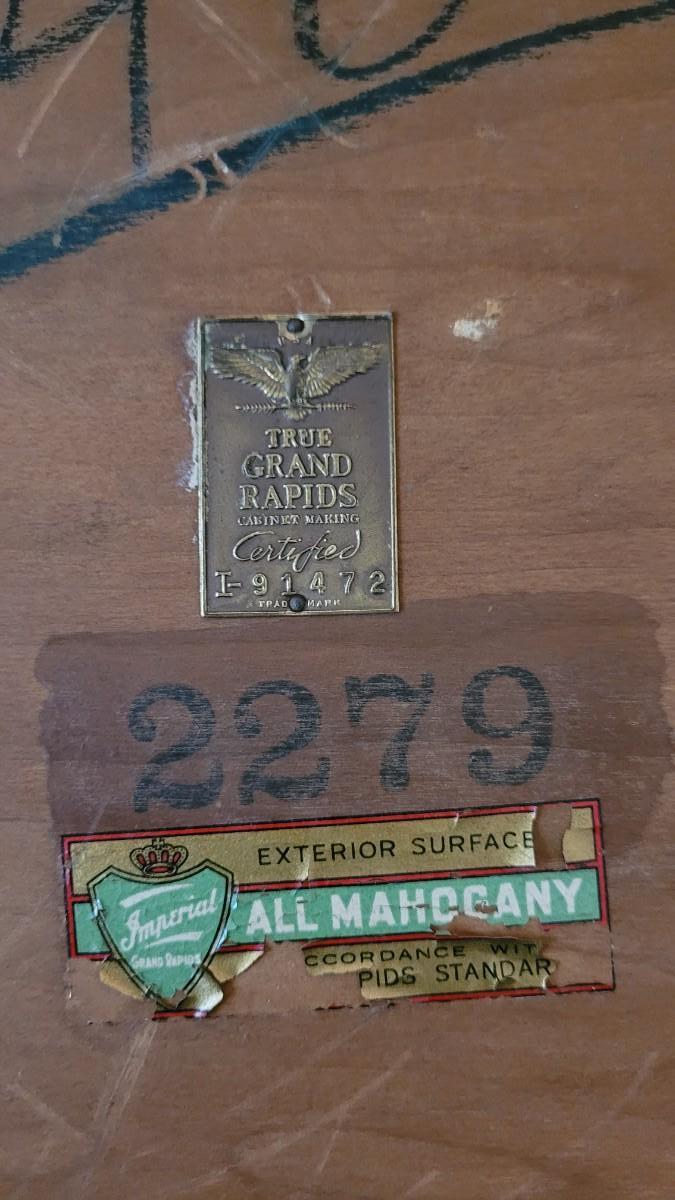 TRUE
GRAND
RAPIDS
CABINET MAKING
Certified
I-91472
TRADE MARK
2279
EXTERIOR SURFACE
Imperial
GRAND RAPIDS
ALL MAHOGANY
CCORDANCE WIT
PIDS STANDAR